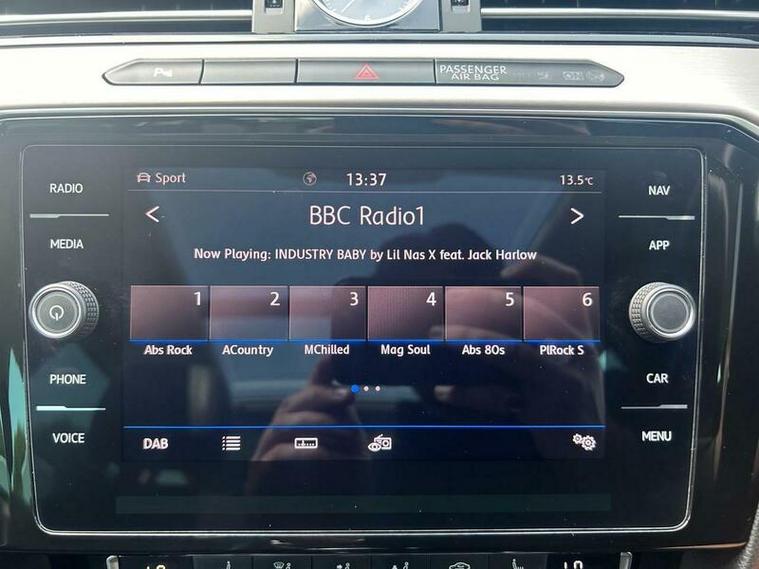 PASSENGER
AIR BAG
RADIO
MEDIA
PHONE
VOICE
Sport
13:37
13.5°C
BBC Radio1
Now Playing: INDUSTRY BABY by Lil Nas X feat. Jack Harlow
1 2 3 4 5 6
Abs Rock ACountry MChilled Mag Soul Abs 80s PlRock S
DAB
NAV
APP
CAR
MENU